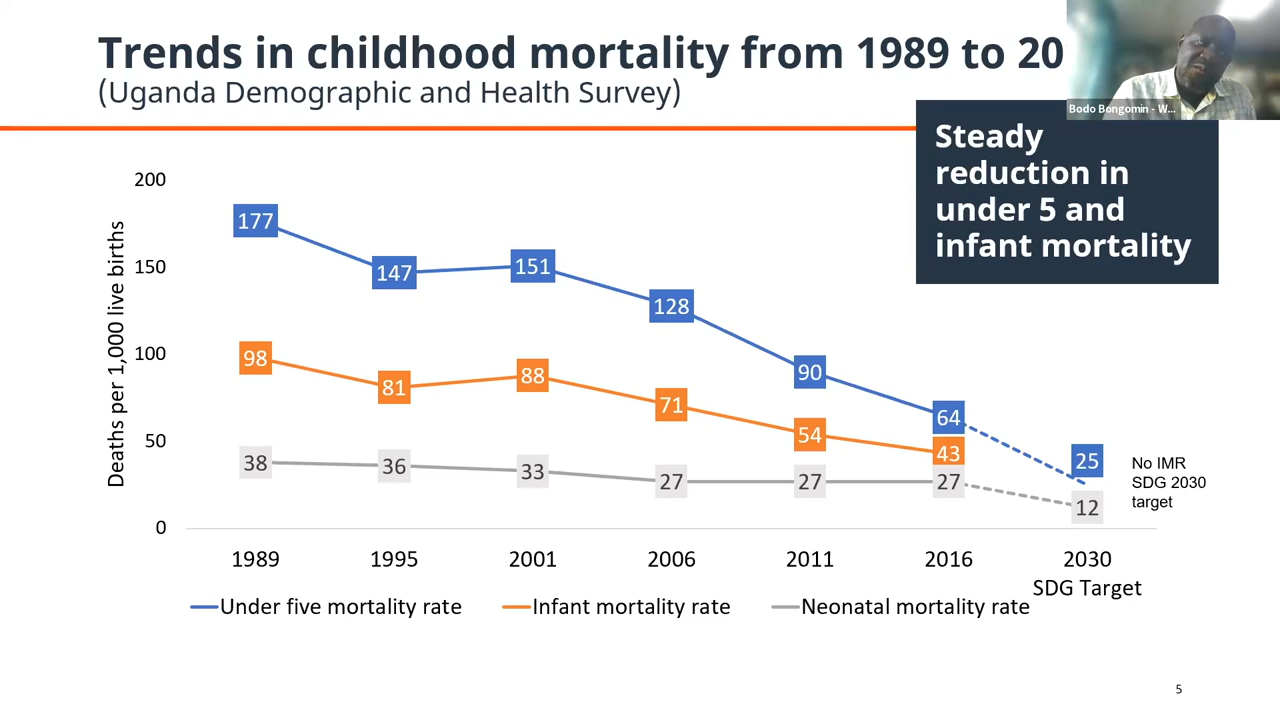 Trends in childhood mortality from 1989 to 20
(Uganda Demographic and Health Survey)
Bodo Bongomin - W...
Steady
reduction in
under 5 and
infant mortality
Deaths per 1,000 live births
200
150
100
50
0
177
147
151
128
90
64
25
98
81
88
71
54
43
38
36
33
27
27
27
12
No IMR
SDG 2030
target
1989 1995 2001 2006 2011 2016 2030
SDG Target
Under five mortality rate Infant mortality rate Neonatal mortality rate
5